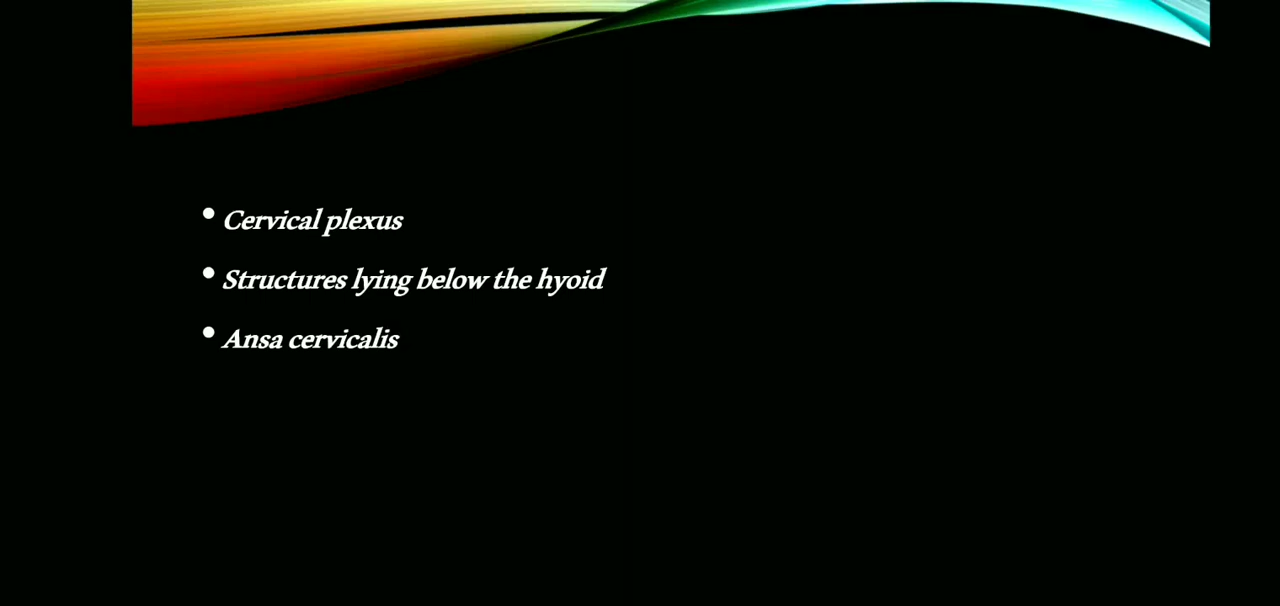 • Cervical plexus
• Structures lying below the hyoid
• Ansa cervicalis